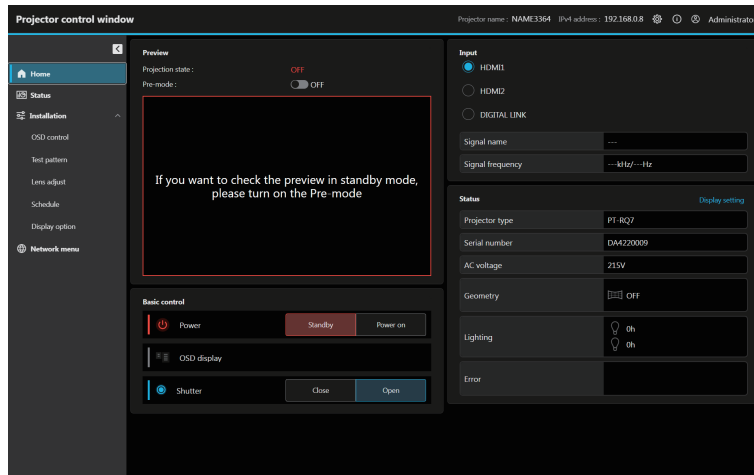 Projector control window
Projector name : NAME3364 IPv4 address : 192.168.0.8 Administrato
Home
Status
Installation
OSD control
Test pattern
Lens adjust
Schedule
Display option
Network menu
Preview
Projection state : OFF
Pre-mode : OFF
If you want to check the preview in standby mode,
please turn on the Pre-mode
Basic control
Power Standby Power on
OSD display
Shutter Close Open
Input
HDMI1
HDMI2
DIGITAL LINK
Signal name ---
Signal frequency ---kHz/---Hz
Status Display setting
Projector type PT-RQ7
Serial number DA4220009
AC voltage 215V
Geometry OFF
Lighting 0h
0h
Error